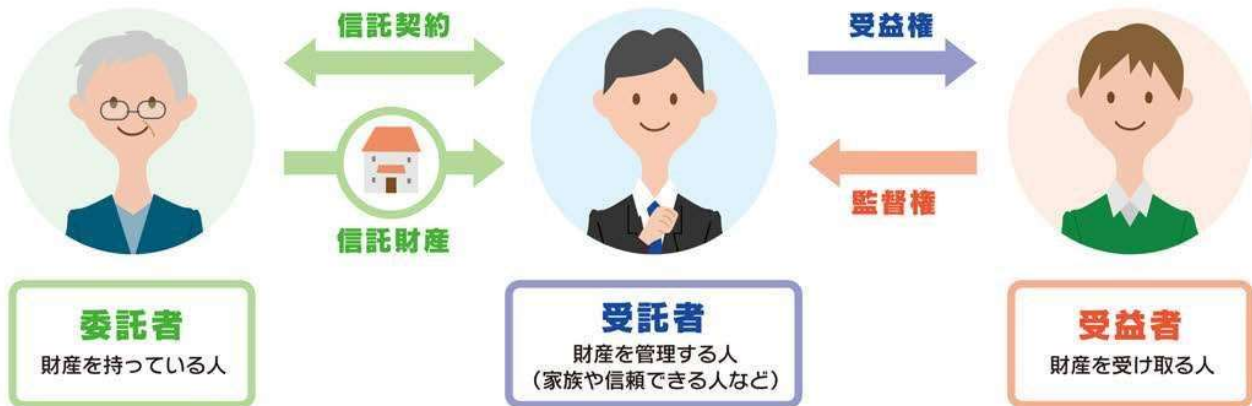 信託契約
受益権
信託財産
監督権
委託者
財産を持っている人
受託者
財産を管理する人
（家族や信頼できる人など）
受益者
財産を受け取る人